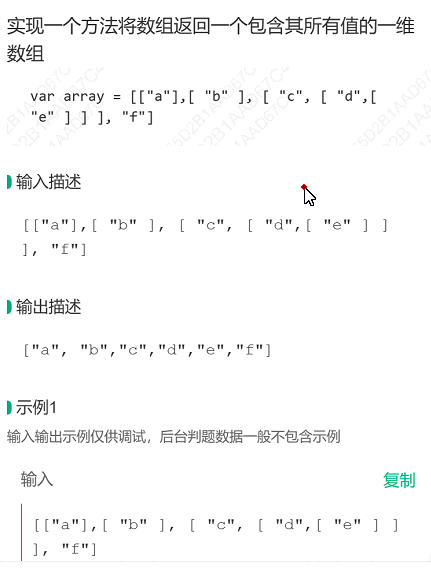 实现一个方法将数组返回一个包含其所有值的一维
数组
var array = [["a"],[ "b" ], [ "c", [ "d",[
"e" ] ] ], "f"]
输入描述
[["a"],[ "b" ], [ "c", [ "d",[ "e" ] ]
], "f"]
输出描述
["a", "b","c","d","e","f"]
示例1
输入输出示例仅供调试，后台判题数据一般不包含示例
输入
复制
[["a"],[ "b" ], [ "c", [ "d",[ "e" ] ]
], "f"]